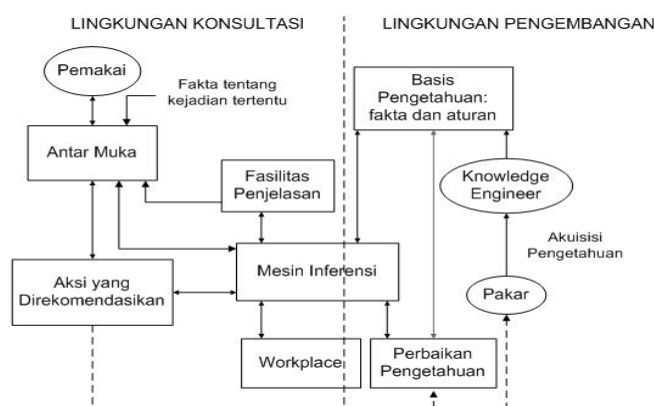 LINGKUNGAN KONSULTASI
LINGKUNGAN PENGEMBANGAN
Pemakai
Fakta tentang
kejadian tertentu
Basis
Pengetahuan:
fakta dan aturan
Antar Muka
Fasilitas
Penjelasan
Knowledge
Engineer
Akuisisi
Pengetahuan
Mesin Inferensi
Aksi yang
Direkomendasikan
Pakar
Workplace
Perbaikan
Pengetahuan